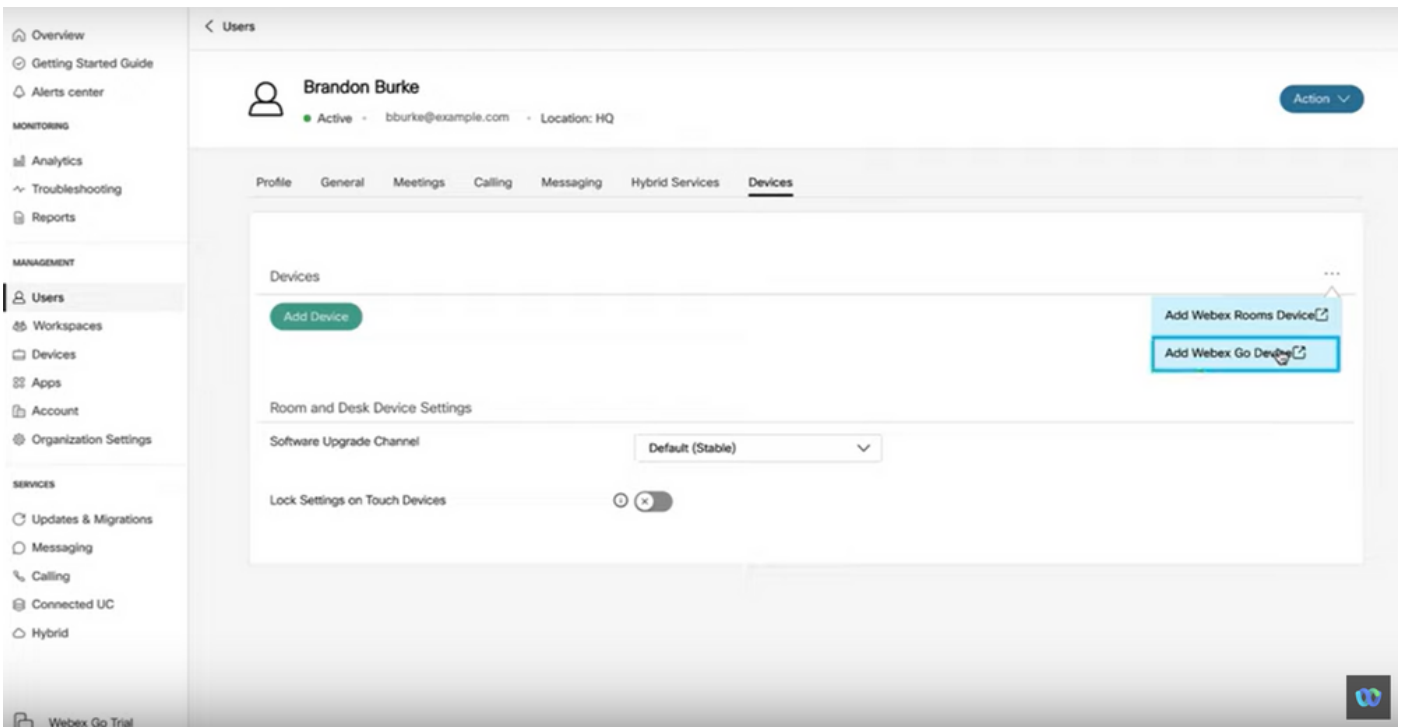 Overview
Getting Started Guide
Alerts center
MONITORING
Analytics
Troubleshooting
Reports
MANAGEMENT
Users
Workspaces
Devices
Apps
Account
Organization Settings
SERVICES
Updates & Migrations
Messaging
Calling
Connected UC
Hybrid
Webex Go Trial
Users
Brandon Burke
Active - bburke@example.com - Location: HQ
Action
Profile General Meetings Calling Messaging Hybrid Services Devices
Devices
...
Add Device
Add Webex Rooms Device
Add Webex Go Device
Room and Desk Device Settings
Software Upgrade Channel Default (Stable)
Lock Settings on Touch Devices